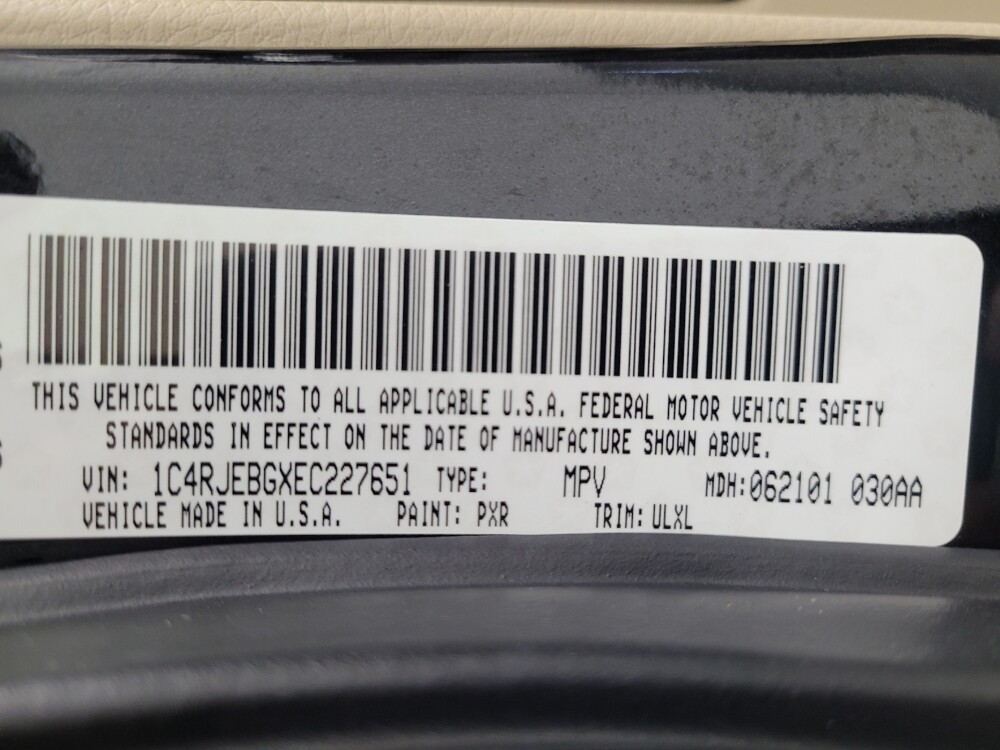 THIS VEHICLE CONFORMS TO ALL APPLICABLE U.S.A. FEDERAL MOTOR VEHICLE SAFETY
STANDARDS IN EFFECT ON THE DATE OF MANUFACTURE SHOWN ABOVE.
VIN: 1C4RJEBGXEC227651 TYPE: MPV MDH:062101 030AA
VEHICLE MADE IN U.S.A. PAINT: PXR TRIM: ULXL